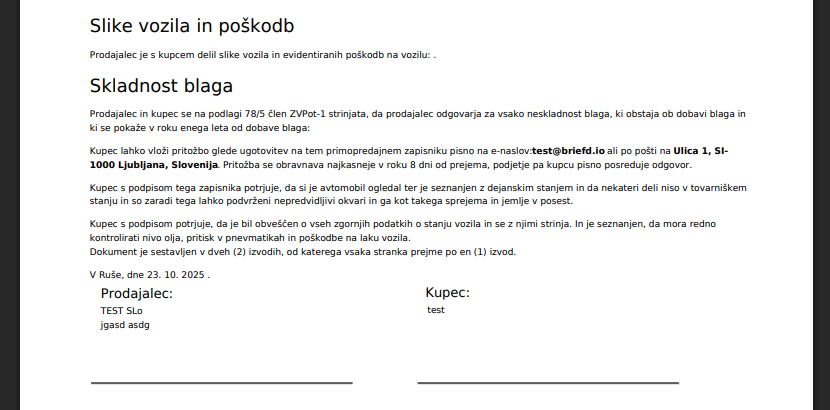 Slike vozila in poškodb
Prodajalec je s kupcem delil slike vozila in evidentiranih poškodb na vozilu: .
Skladnost blaga
Prodajalec in kupec se na podlagi 78/5 člen ZVPot-1 strinjata, da prodajalec odgovarja za vsako neskladnost blaga, ki obstaja ob dobavi blaga in
ki se pokaže v roku enega leta od dobave blaga:
Kupec lahko vloži pritožbo glede ugotovitev na tem primopredajnem zapisniku pisno na e-naslov:test@briefd.io ali po pošti na Ulica 1, SI-
1000 Ljubljana, Slovenija. Pritožba se obravnava najkasneje v roku 8 dni od prejema, podjetje pa kupcu pisno posreduje odgovor.
Kupec s podpisom tega zapisnika potrjuje, da si je avtomobil ogledal ter je seznanjen z dejanskim stanjem in da nekateri deli niso v tovarniškem
stanju in so zaradi tega lahko podvrženi nepredvidljivi okvari in ga kot takega sprejema in jemlje v posest.
Kupec s podpisom potrjuje, da je bil obveščen o vseh zgornjih podatkih o stanju vozila in se z njimi strinja. In je seznanjen, da mora redno
kontrolirati nivo olja, pritisk v pnevmatikah in poškodbe na laku vozila.
Dokument je sestavljen v dveh (2) izvodih, od katerega vsaka stranka prejme po en (1) izvod.
V Ruše, dne 23. 10. 2025 .
Prodajalec:
TEST SLo
jgasd asdg
Kupec:
test